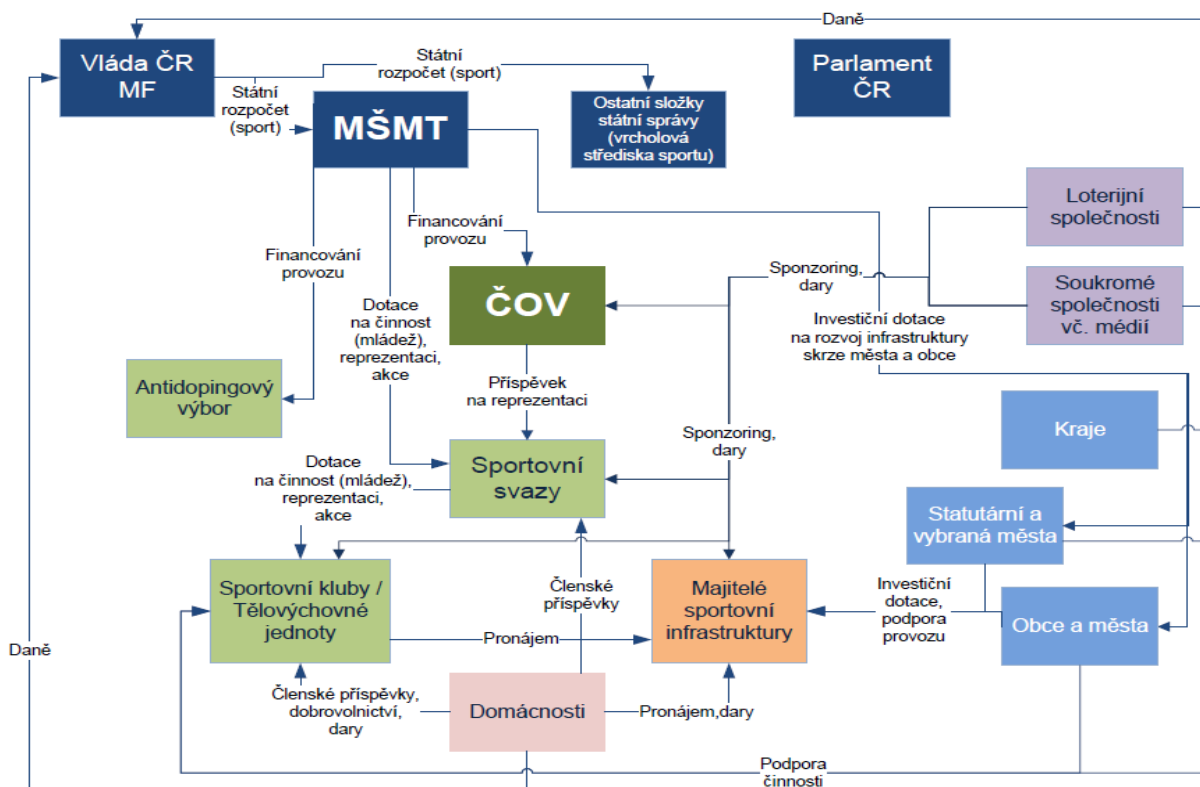 Daně
Vláda ČR
MF
Státní
rozpočet (sport)
Parlament
ČR
Státní
rozpočet
(sport)
MŠMT
Ostatní složky
státní správy
(vrcholová
střediska sportu)
Loterijní
společnosti
Financování
provozu
Financování
provozu
Sponzoring,
dary
ČOV
Soukromé
společnosti
vč. médií
Dotace
na činnost
(mládež),
reprezentaci,
akce
Investiční dotace
na rozvoj infrastruktury
skrze města a obce
Antidopingový
výbor
Příspěvek
na reprezentaci
Kraje
Sponzoring,
dary
Dotace
na činnost (mládež),
reprezentaci,
akce
Sportovní
svazy
Statutární a
vybraná města
Sportovní kluby /
Tělovýchovné
jednoty
Členské
příspěvky
Majitelé
sportovní
infrastruktury
Investiční
dotace,
podpora
provozu
Obce a města
Daně
Pronájem
Členské příspěvky,
dobrovolnictví,
dary
Domácnosti
Pronájem,dary
Podpora
činnosti